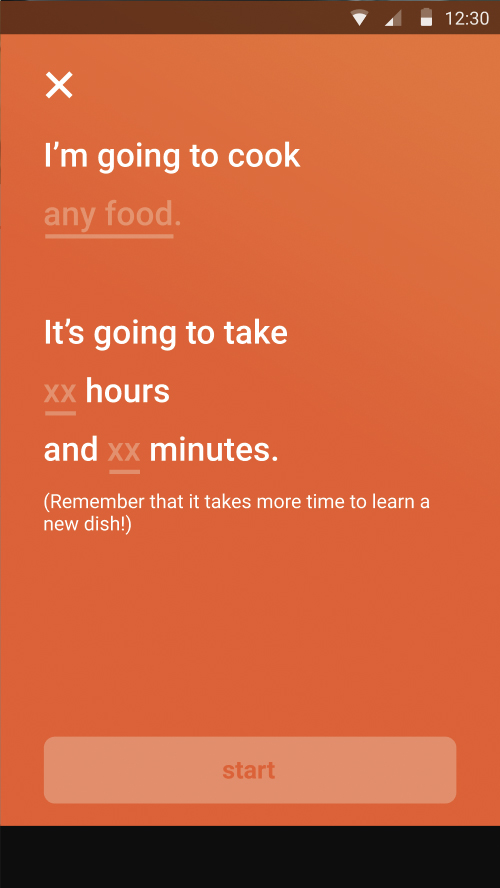 12:30
I’m going to cook
any food.
It’s going to take
xx hours
and xx minutes.
(Remember that it takes more time to learn a
new dish!)
start